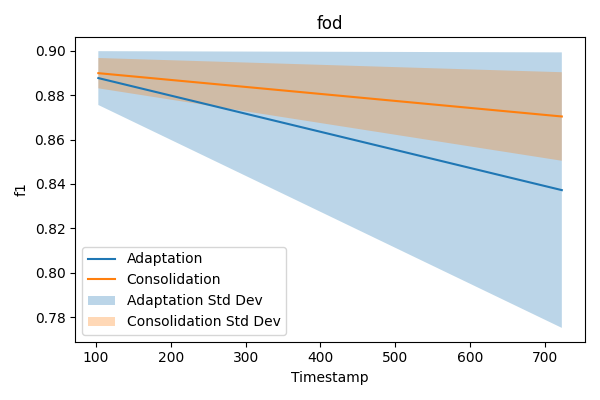 fod
f1
0.90
0.88
0.86
0.84
0.82
0.80
0.78
Adaptation
Consolidation
Adaptation Std Dev
Consolidation Std Dev
100 200 300 400 500 600 700
Timestamp